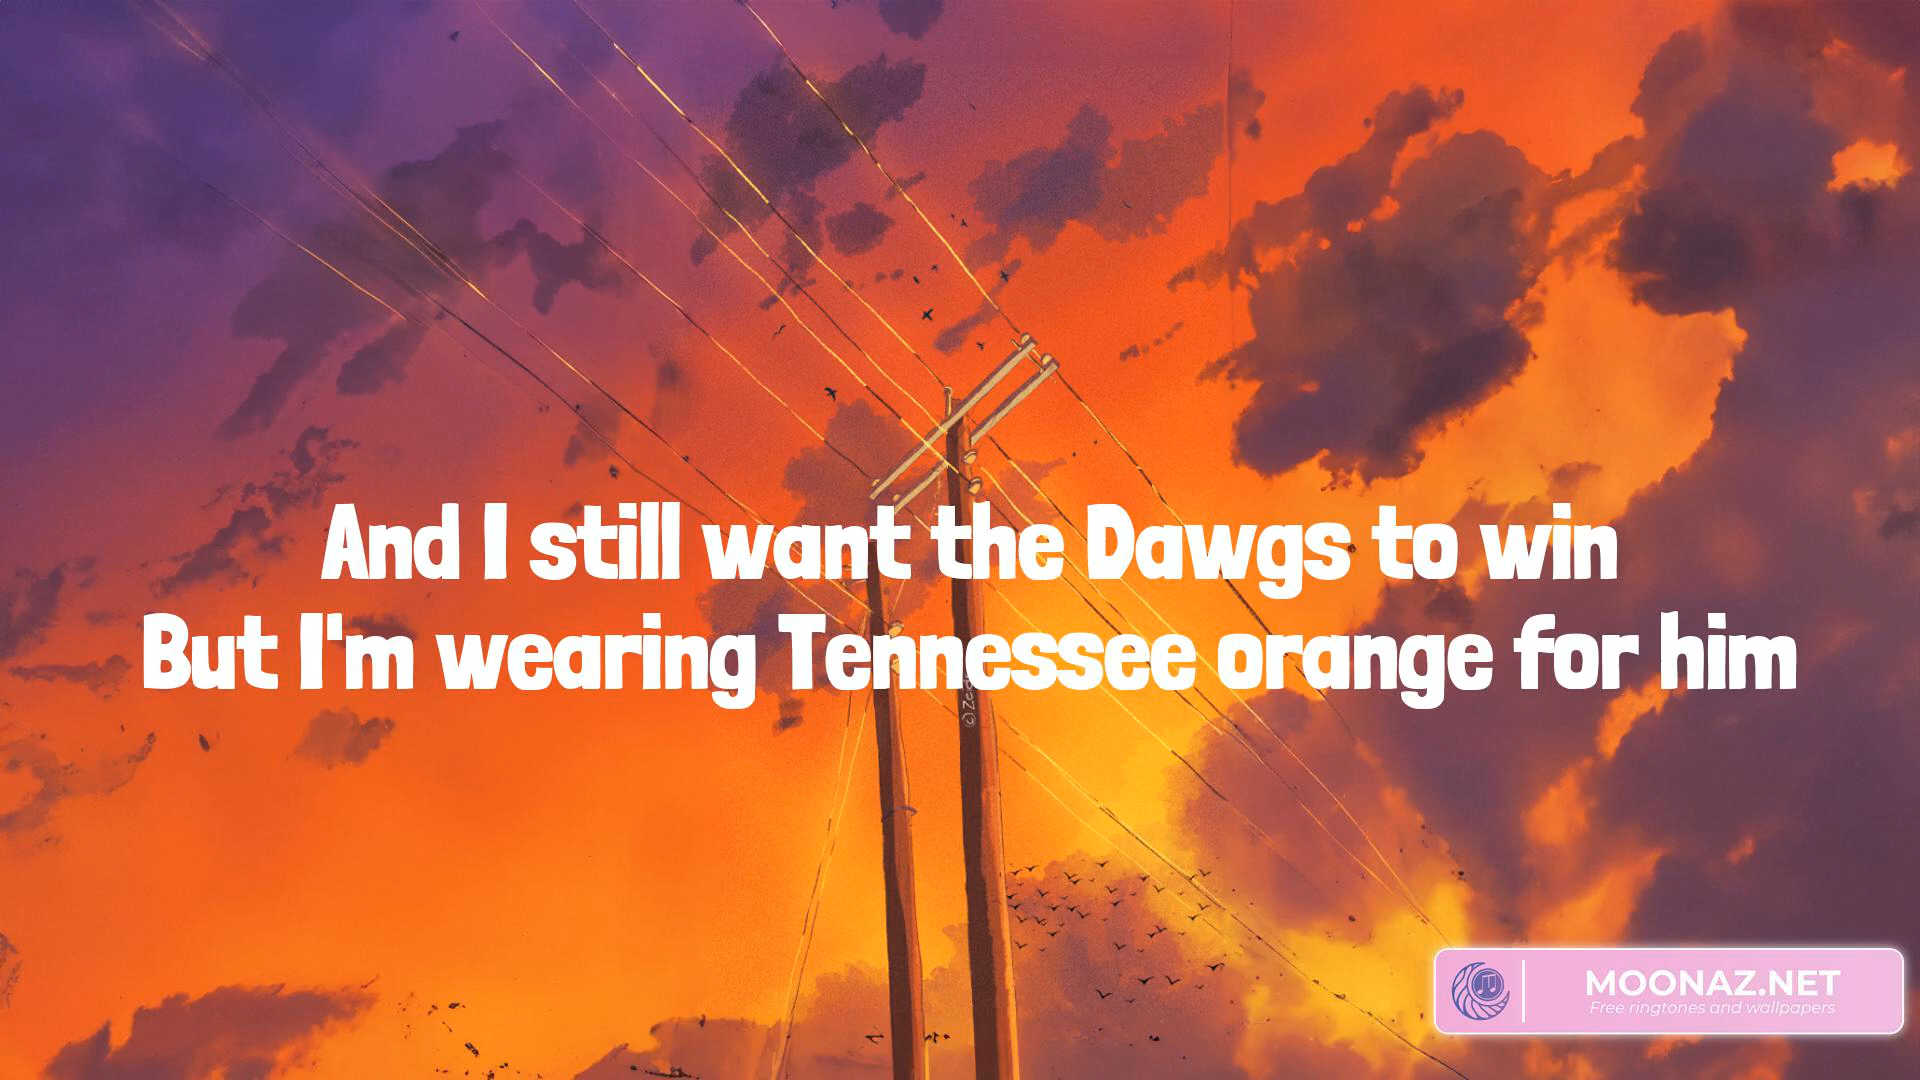 And I still want the Dawgs to win
But I'm wearing Tennessee orange for him
MOONAZ.NET
Free ringtones and wallpapers